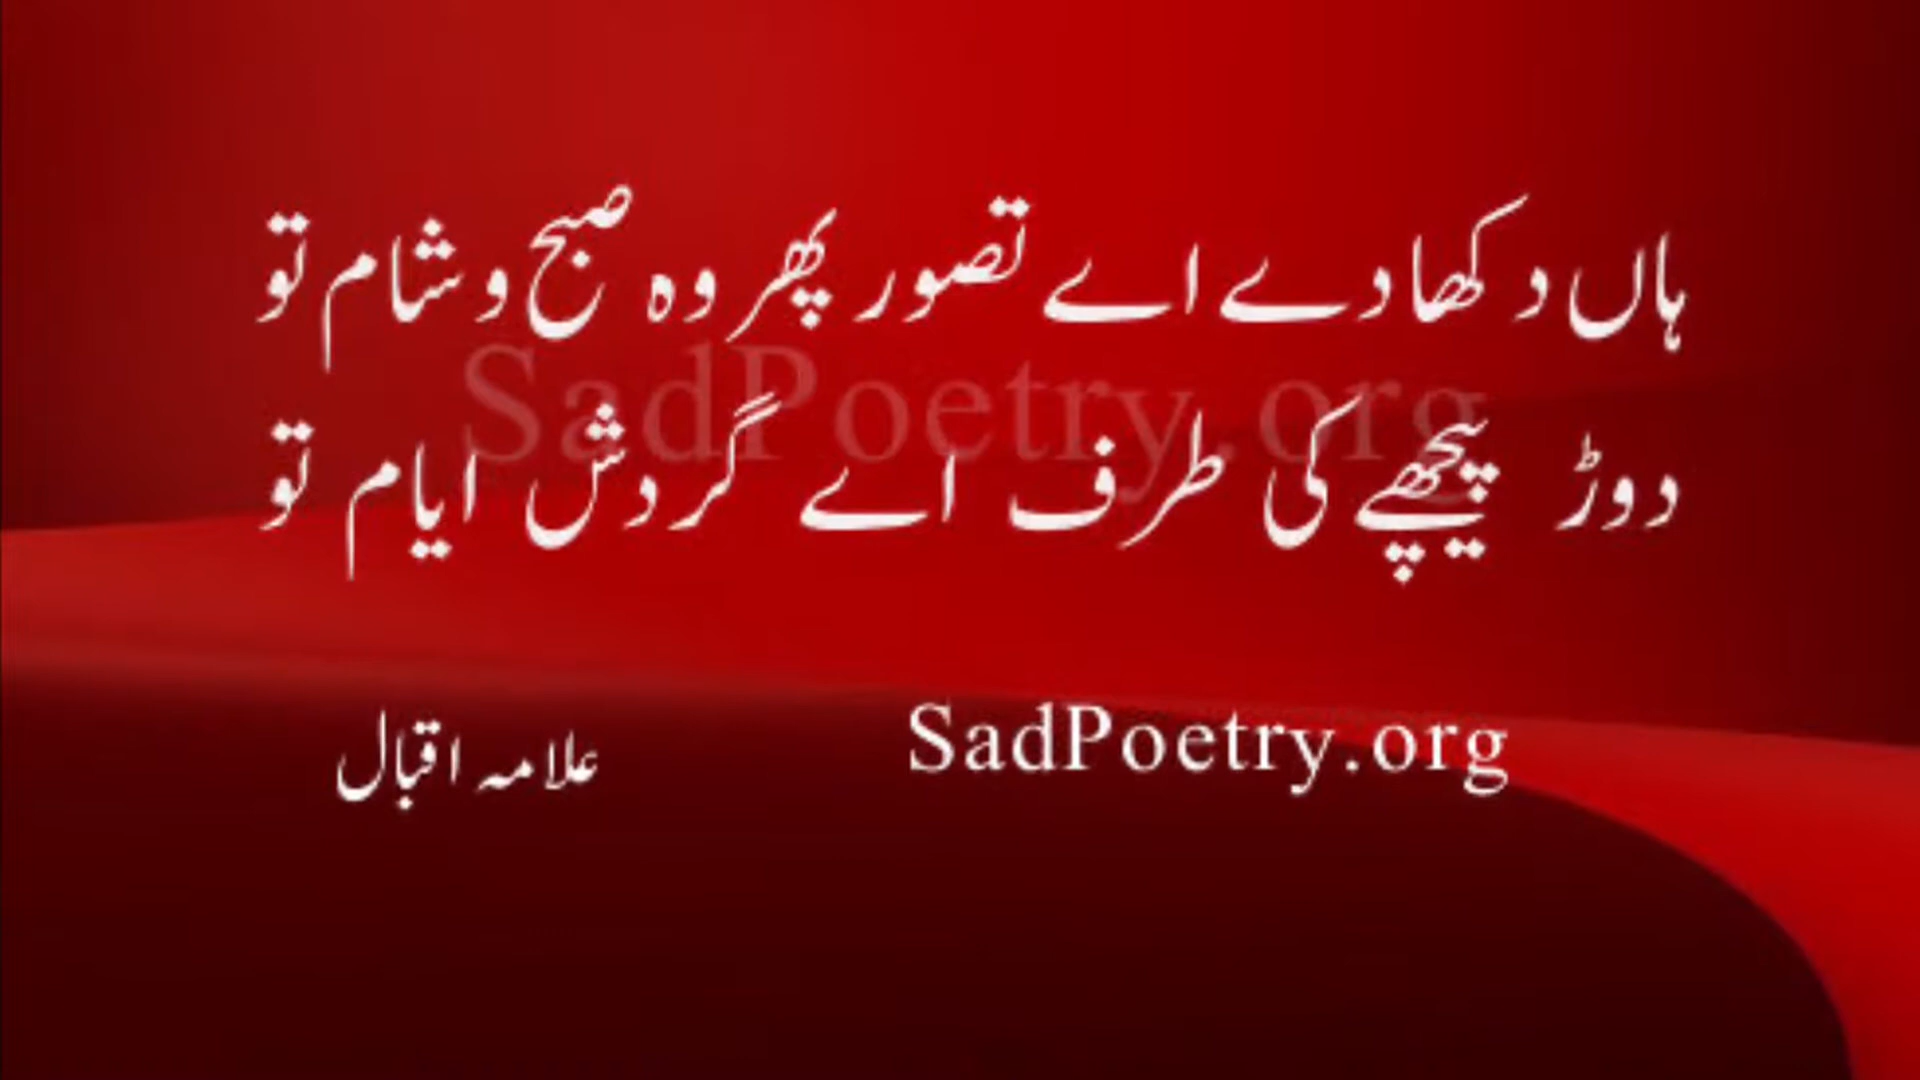 ہاں دکھا دے اے تصور پھر وہ صبح و شام تو
SadPoetry.org
دوڑ پیچھے کی طرف اے گردش ایام تو
SadPoetry.org
علامہ اقبال